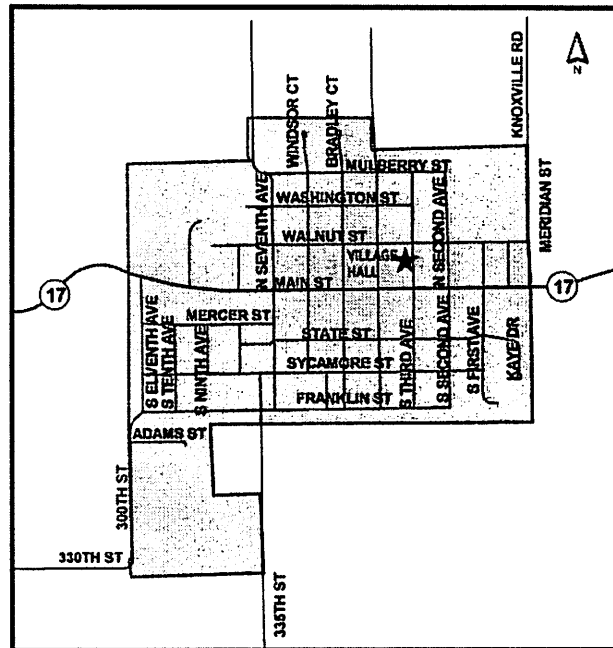 KNOXVILLE RD
N
WINDSOR CT
BRADLEY CT
MULBERRY ST
N SEVENTH AVE
WASHINGTON ST
N SECOND AVE
MERIDIAN ST
WALNUT ST
VILLAGE
HALL
17
MAIN ST
17
MERCER ST
STATE ST
S ELVENTH AVE
S TENTH AVE
S NINTH AVE
SYCAMORE ST
S THIRD AVE
S SECOND AVE
S FIRST AVE
KAYE DR
FRANKLIN ST
ADAMS ST
300TH ST
330TH ST
335TH ST